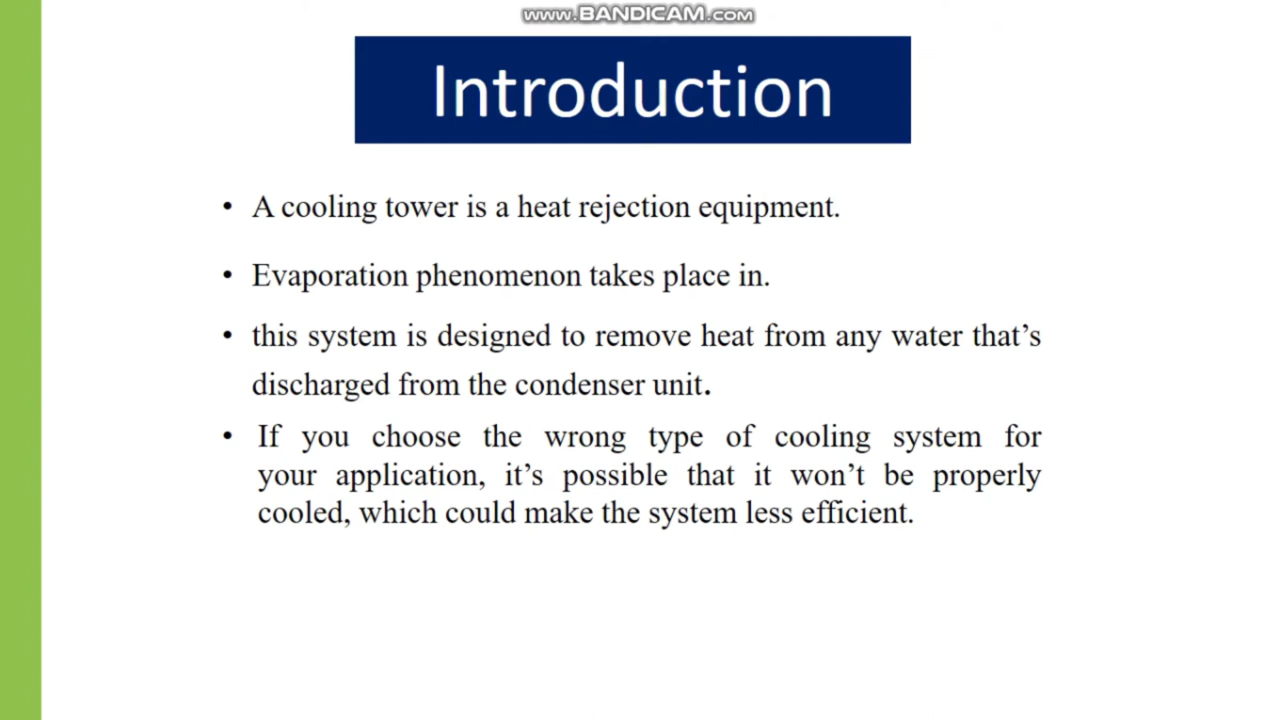 www.BANDICAM.com
Introduction
• A cooling tower is a heat rejection equipment.
• Evaporation phenomenon takes place in.
• this system is designed to remove heat from any water that’s
discharged from the condenser unit.
• If you choose the wrong type of cooling system for
your application, it’s possible that it won’t be properly
cooled, which could make the system less efficient.